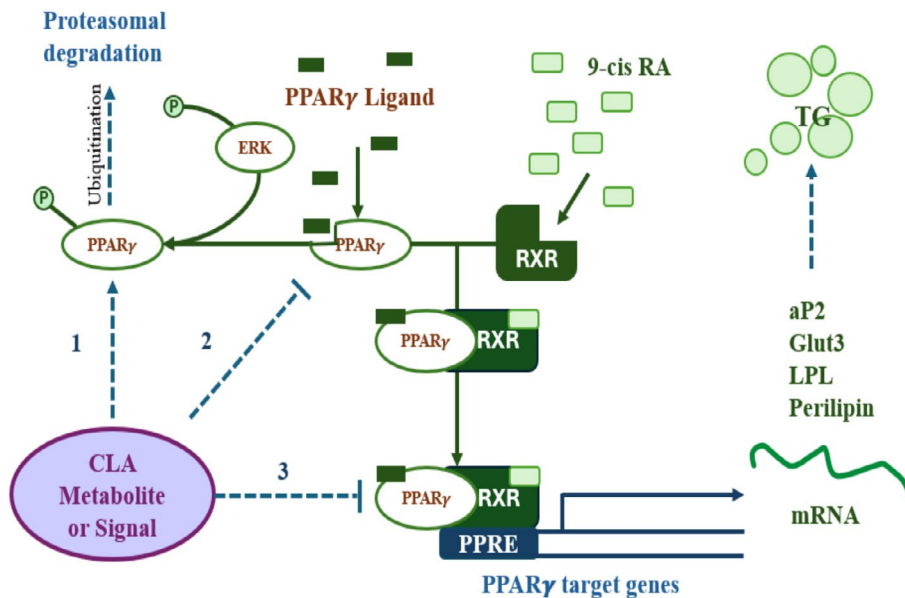 Proteasomal
degradation
Ubiquitination
P
ERK
P
PPARγ
PPARγ Ligand
PPARγ
9-cis RA
RXR
TG
1
2
3
PPARγ
RXR
aP2
Glut3
LPL
Perilipin
CLA
Metabolite
or Signal
PPARγ
RXR
PPRE
mRNA
PPARγ target genes